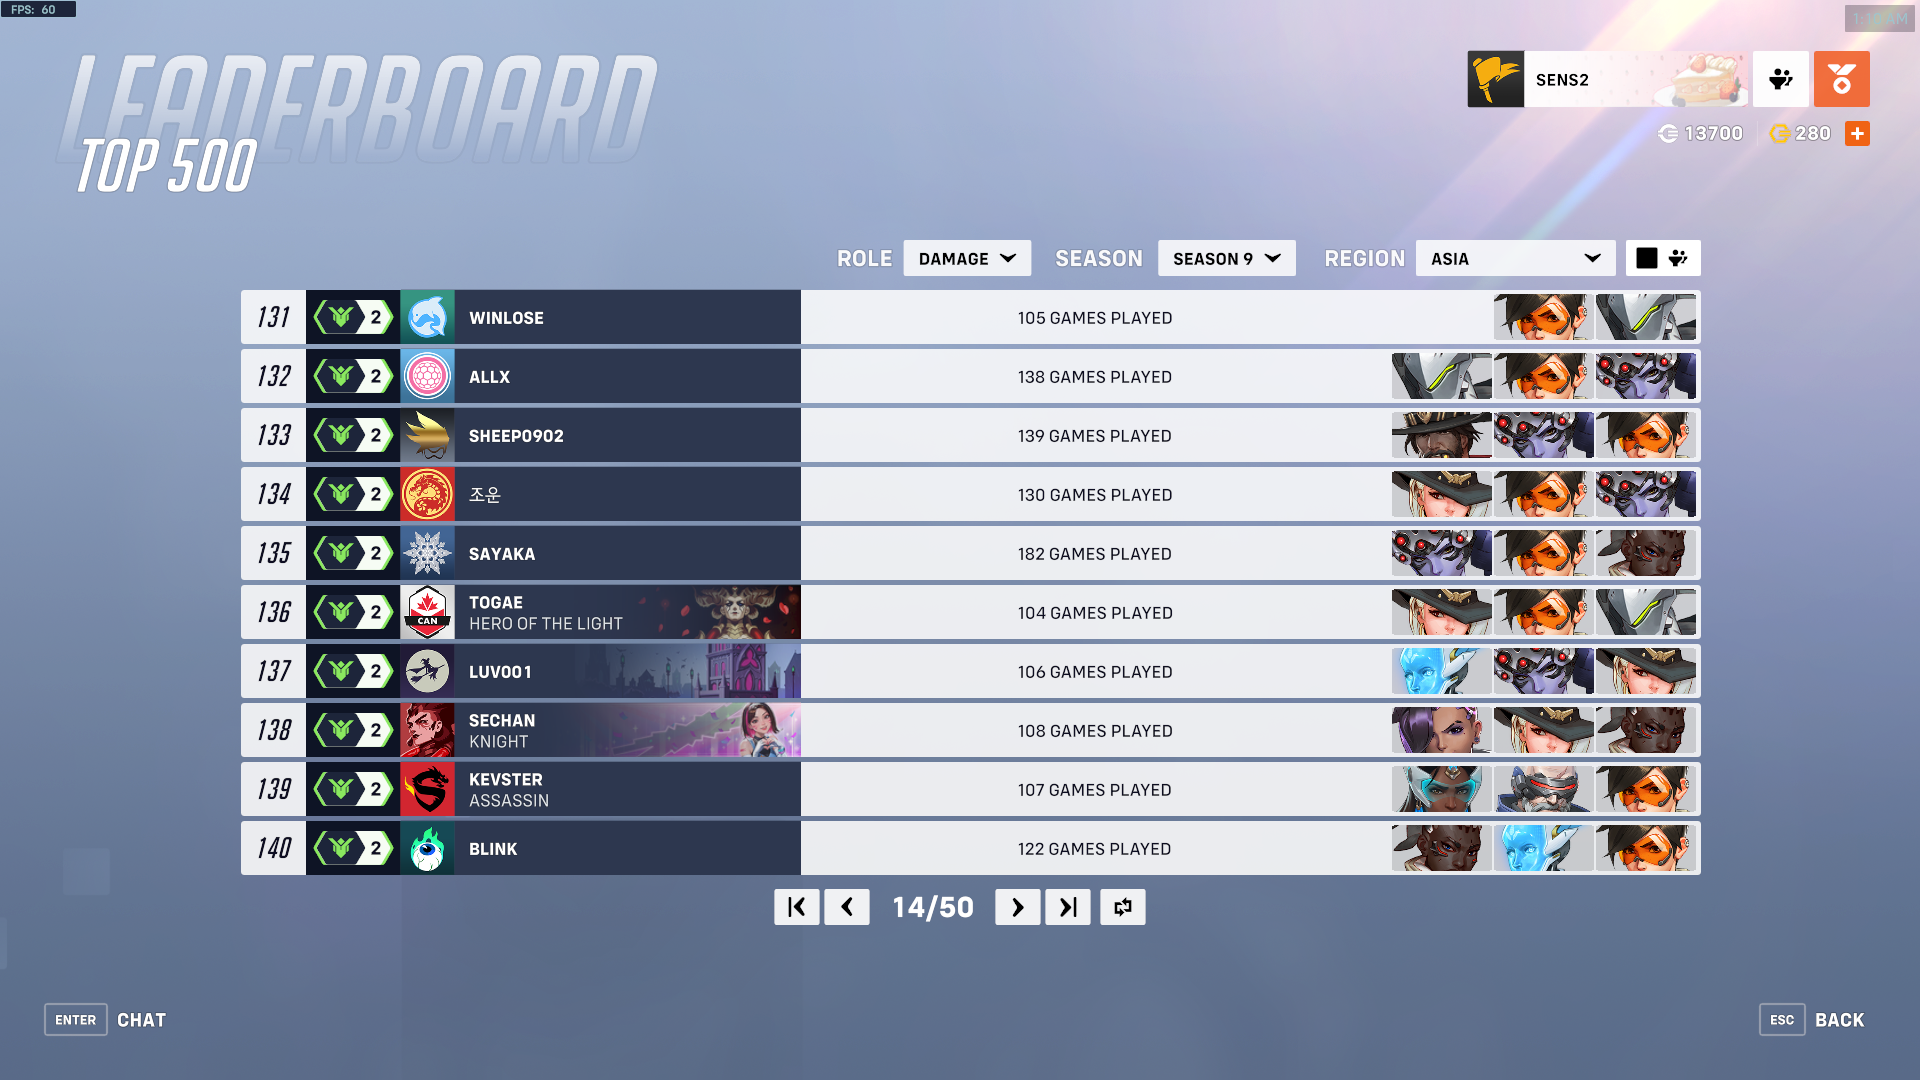 FPS: 60
LEADERBOARD
TOP 500
SENS2
13700
280
ROLE
DAMAGE
SEASON
SEASON 9
REGION
ASIA
131 2 WINLOSE 105 GAMES PLAYED
132 2 ALLX 138 GAMES PLAYED
133 2 SHEEP0902 139 GAMES PLAYED
134 2 조운 130 GAMES PLAYED
135 2 SAYAKA 182 GAMES PLAYED
136 2 CAN TOGAE 104 GAMES PLAYED
HERO OF THE LIGHT
137 2 LUV001 106 GAMES PLAYED
138 2 SECHAN 108 GAMES PLAYED
KNIGHT
139 2 KEVSTER 107 GAMES PLAYED
ASSASSIN
140 2 BLINK 122 GAMES PLAYED
14/50
ENTER CHAT
ESC BACK